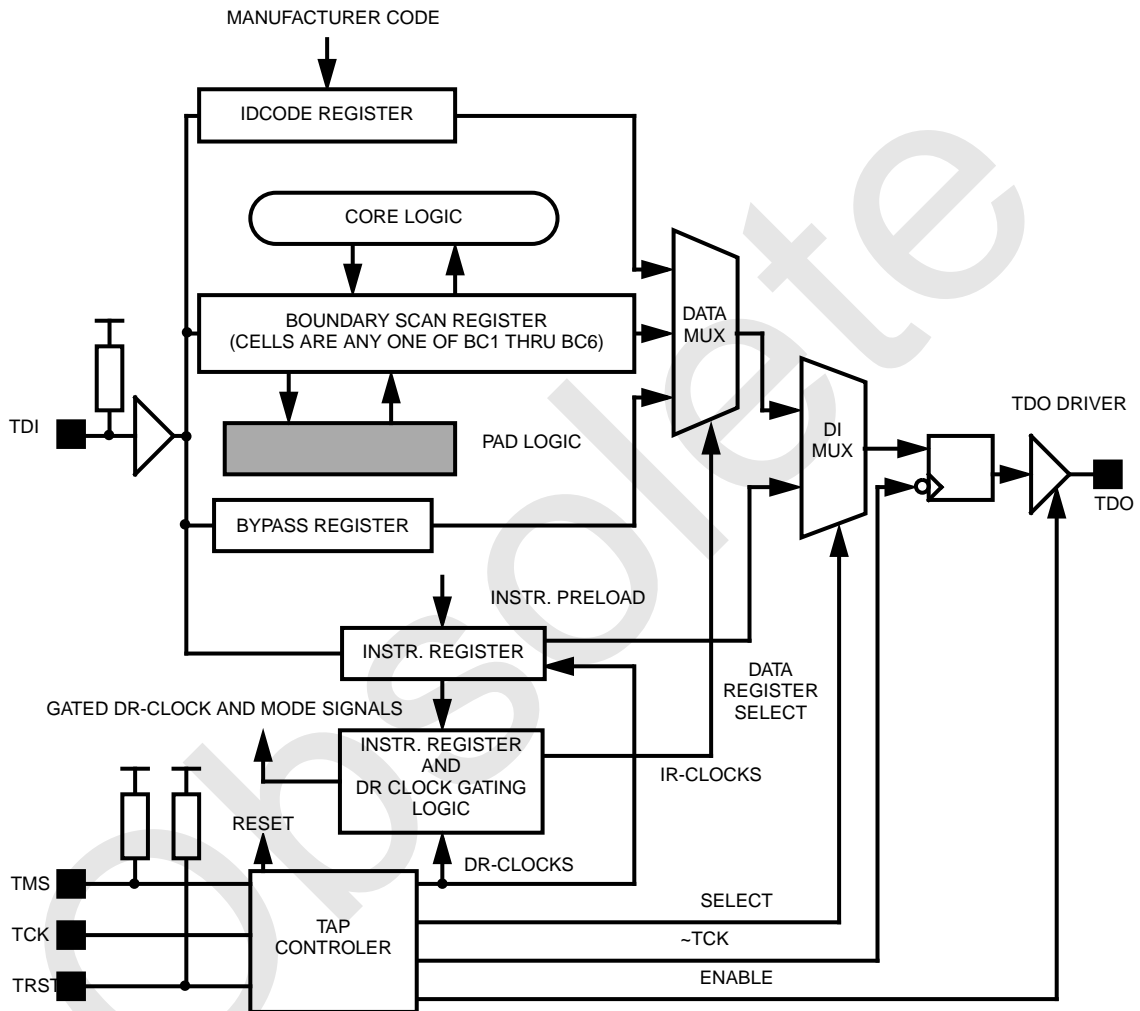 MANUFACTURER CODE
IDCODE REGISTER
CORE LOGIC
BOUNDARY SCAN REGISTER
(CELLS ARE ANY ONE OF BC1 THRU BC6)
DATA
MUX
TDI
PAD LOGIC
DI
MUX
TDO DRIVER
TDO
BYPASS REGISTER
INSTR. PRELOAD
INSTR. REGISTER
DATA
REGISTER
SELECT
GATED DR-CLOCK AND MODE SIGNALS
INSTR. REGISTER
AND
DR CLOCK GATING
LOGIC
IR-CLOCKS
RESET
DR-CLOCKS
TMS
TCK
TRST
TAP
CONTROLER
SELECT
~TCK
ENABLE
Obsolete